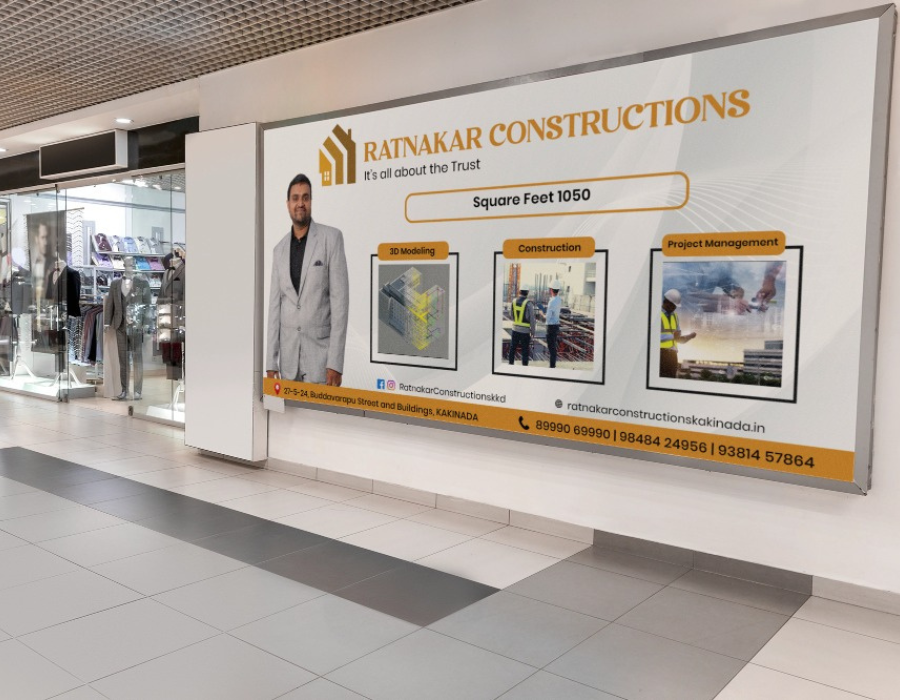 RATNAKAR CONSTRUCTIONS
It's all about the Trust
Square Feet 1050
3D Modeling
Construction
Project Management
RatnakarConstructionskkd
ratnakarconstructionskakinada.in
27-5-24, Buddavarapu Street and Buildings, KAKINADA
89990 69990 | 98484 24956 | 93814 57864